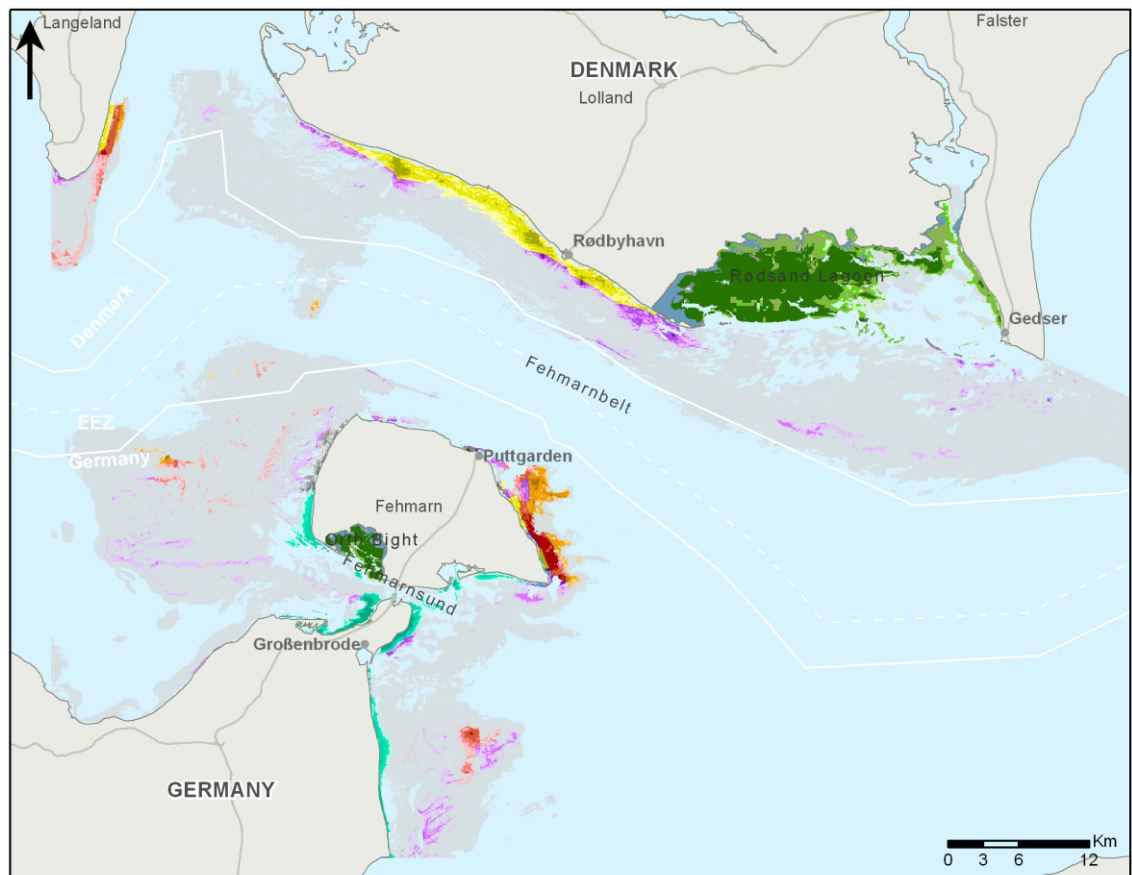 Langeland
Falster
DENMARK
Lolland
Rødbyhavn
Rødsand Lagoon
Denmark
Gedser
Fehmarnbelt
EEZ
Germany
Puttgarden
Fehmarn
Orth Bight
Fehmarnsund
Großenbrode
GERMANY
Km
0 3 6 12